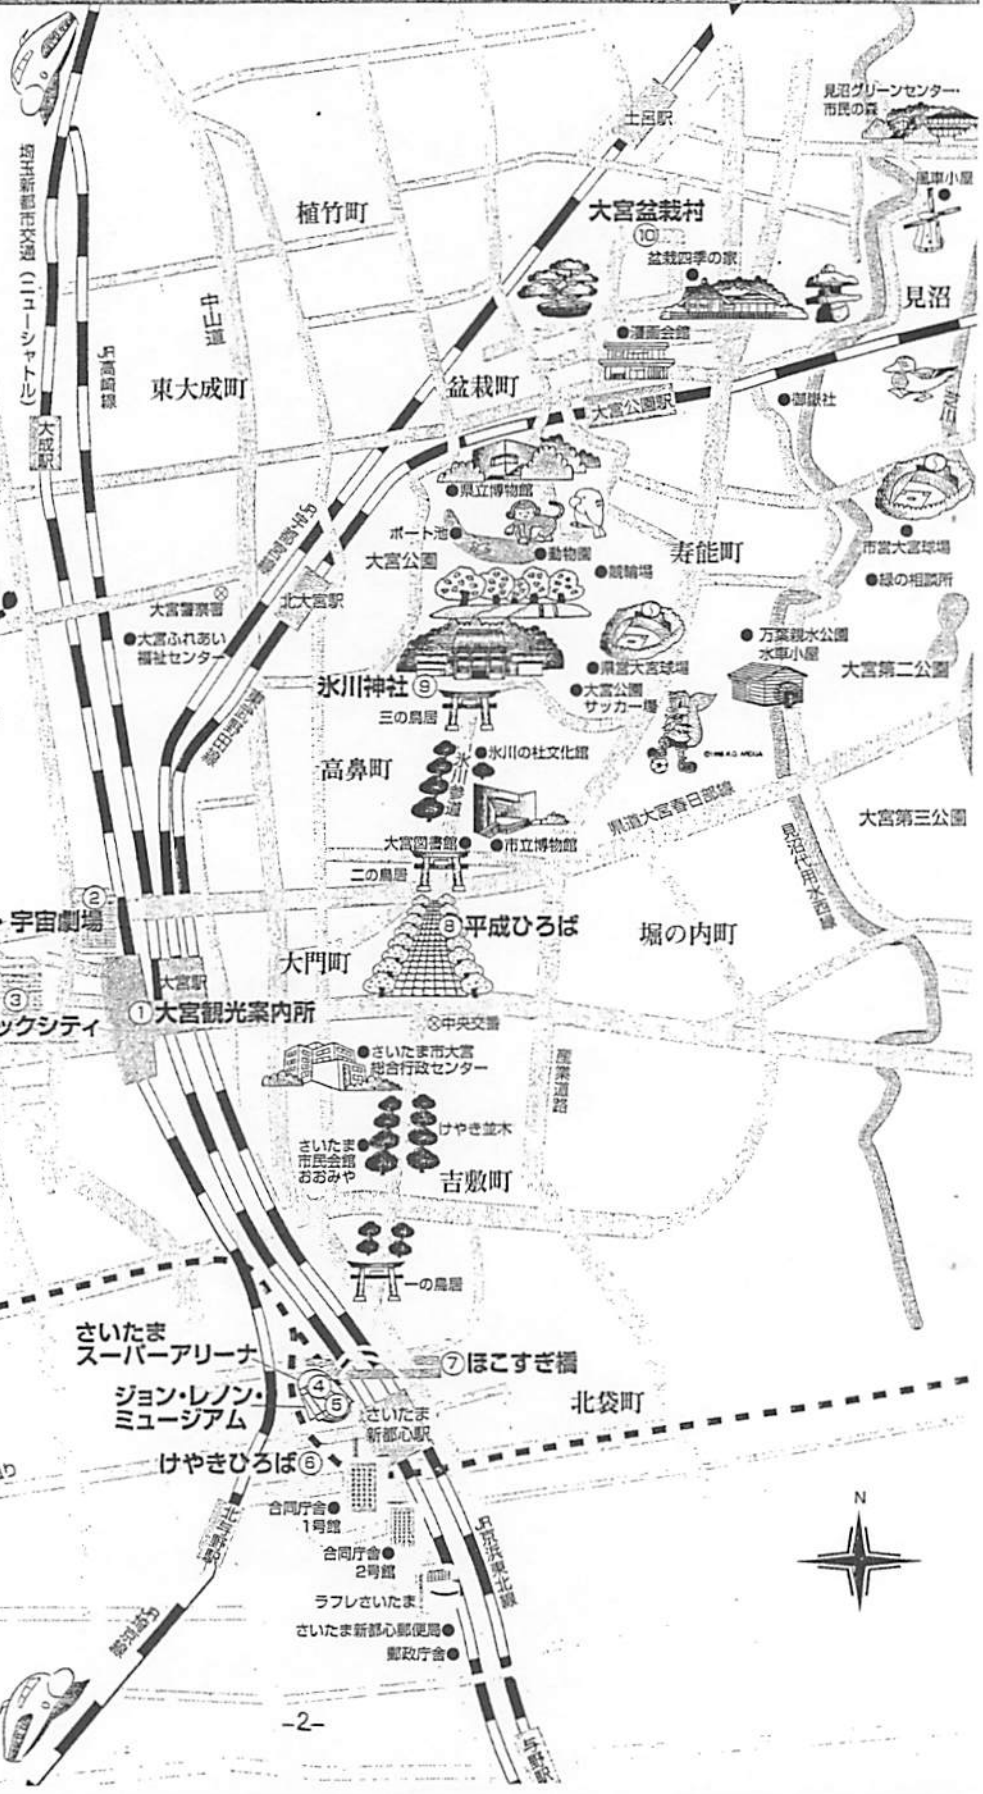 見沼グリーンセンター・
市民の森
土呂駅
風車小屋
埼玉新都市交通(ニューシャトル)
植竹町
大宮盆栽村
⑩
盆栽四季の家
見沼
中山道
●漫画会館
JR高崎線
東大成町
盆栽町
大宮公園駅
●御嶽社
大成駅
●県立博物館
ボート池●
大宮公園
●動物園
寿能町
市営大宮球場
●競輪場
●緑の相談所
JR宇都宮線
北大宮駅
大宮警察署
●大宮ふれあい
福祉センター
●万葉親水公園
水車小屋
●県営大宮球場
大宮第二公園
氷川神社⑨
●大宮公園
サッカー場
三の鳥居
東武野田線
高鼻町
氷川参道
●氷川の杜文化館
県道大宮春日部線
大宮第三公園
大宮図書館●
●市立博物館
見沼代用水西縁
二の鳥居
②
宇宙劇場
⑧平成ひろば
堀の内町
大門町
大宮駅
③
ックシティ
①大宮観光案内所
中央交番
●さいたま市大宮
総合行政センター
産業道路
けやき並木
さいたま●
市民会館
おおみや
吉敷町
一の鳥居
さいたま
スーパーアリーナ
⑦ほこすぎ橋
④
ジョン・レノン・
ミュージアム
⑤
さいたま
新都心駅
北袋町
けやきひろば⑥
合同庁舎●
1号館
N
北与野駅
合同庁舎●
2号館
JR京浜東北線
ラフレさいたま
JR埼京線
さいたま新都心郵便局●
郵政庁舎●
-2-
与野駅